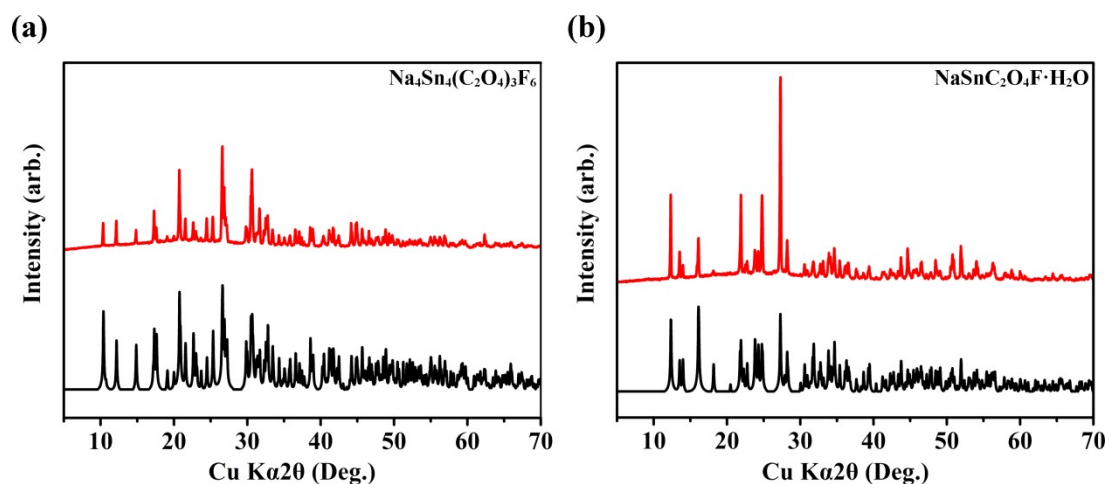 (a)
Na₄Sn₄(C₂O₄)₃F₆
Intensity (arb.)
10 20 30 40 50 60 70
Cu Kα2θ (Deg.)
(b)
NaSnC₂O₄F·H₂O
Intensity (arb.)
10 20 30 40 50 60 70
Cu Kα2θ (Deg.)